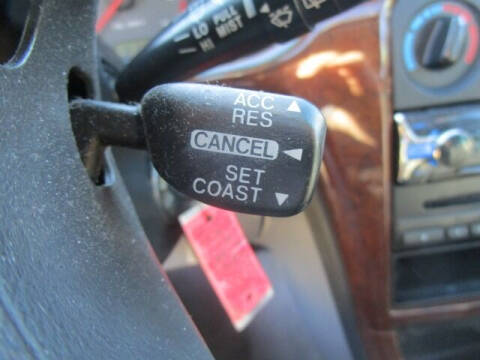 LO PULL
HI MIST
ACC
RES
CANCEL
SET
COAST